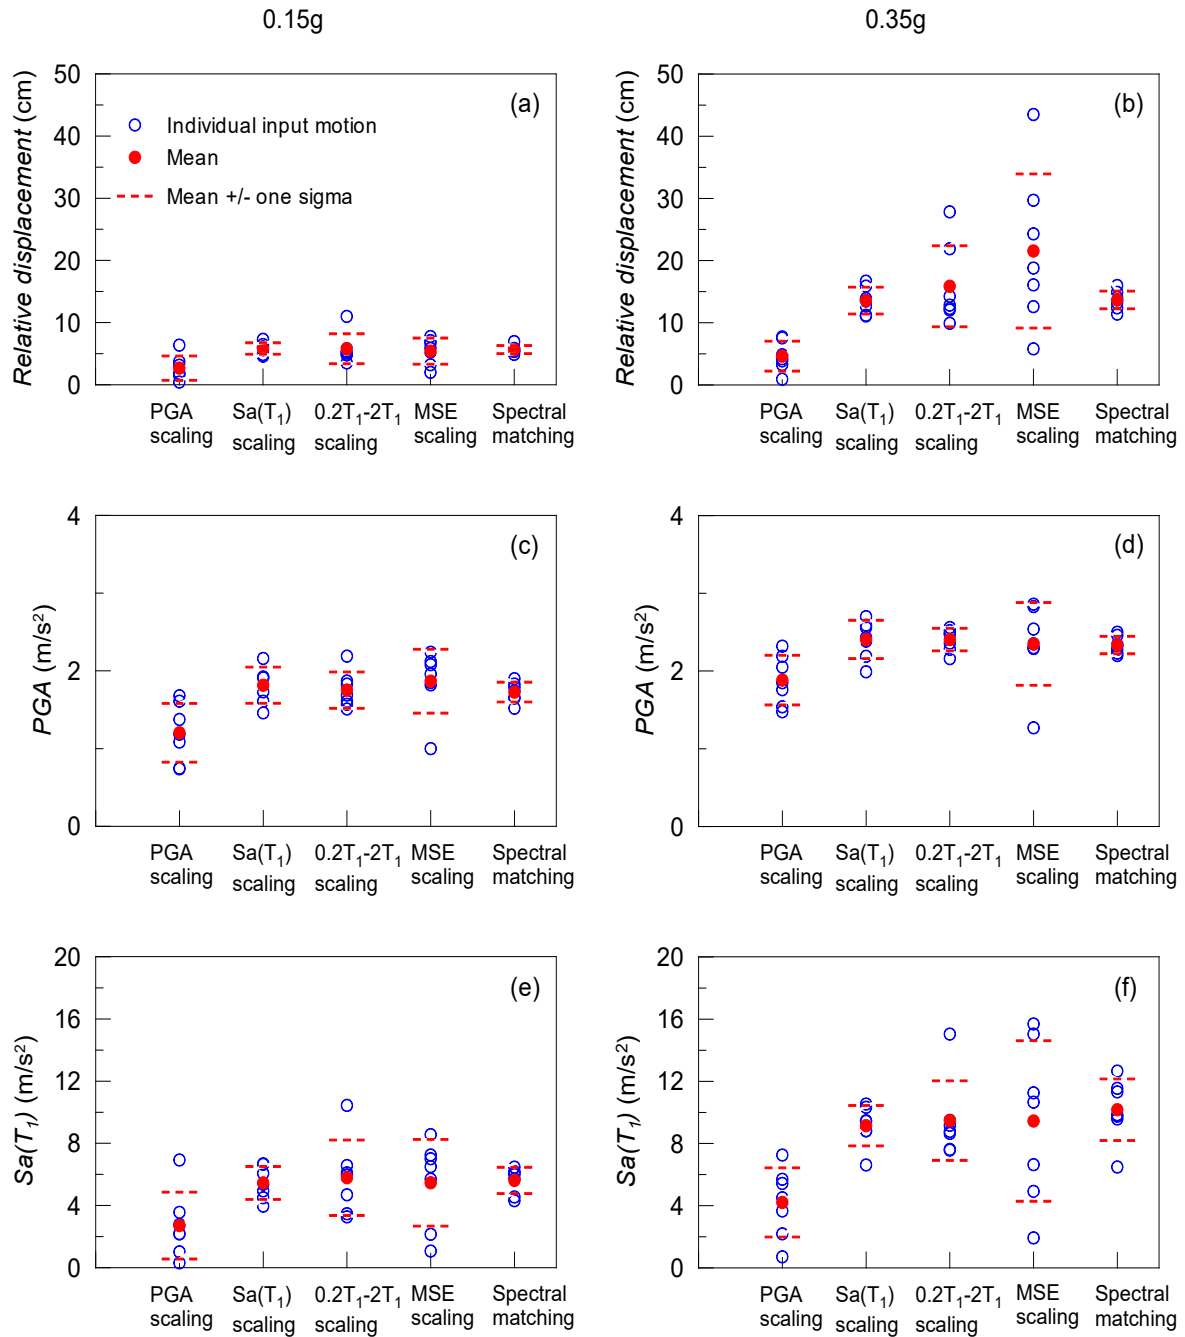 0.15g
0.35g
Relative displacement (cm)
50
40
30
20
10
0
(a)
Individual input motion
Mean
Mean +/- one sigma
PGA scaling
Sa(T₁) scaling
0.2T₁-2T₁ scaling
MSE scaling
Spectral matching
Relative displacement (cm)
50
40
30
20
10
0
(b)
PGA scaling
Sa(T₁) scaling
0.2T₁-2T₁ scaling
MSE scaling
Spectral matching
PGA (m/s²)
4
2
0
(c)
PGA scaling
Sa(T₁) scaling
0.2T₁-2T₁ scaling
MSE scaling
Spectral matching
PGA (m/s²)
4
2
0
(d)
PGA scaling
Sa(T₁) scaling
0.2T₁-2T₁ scaling
MSE scaling
Spectral matching
Sa(T₁) (m/s²)
20
16
12
8
4
0
(e)
PGA scaling
Sa(T₁) scaling
0.2T₁-2T₁ scaling
MSE scaling
Spectral matching
Sa(T₁) (m/s²)
20
16
12
8
4
0
(f)
PGA scaling
Sa(T₁) scaling
0.2T₁-2T₁ scaling
MSE scaling
Spectral matching